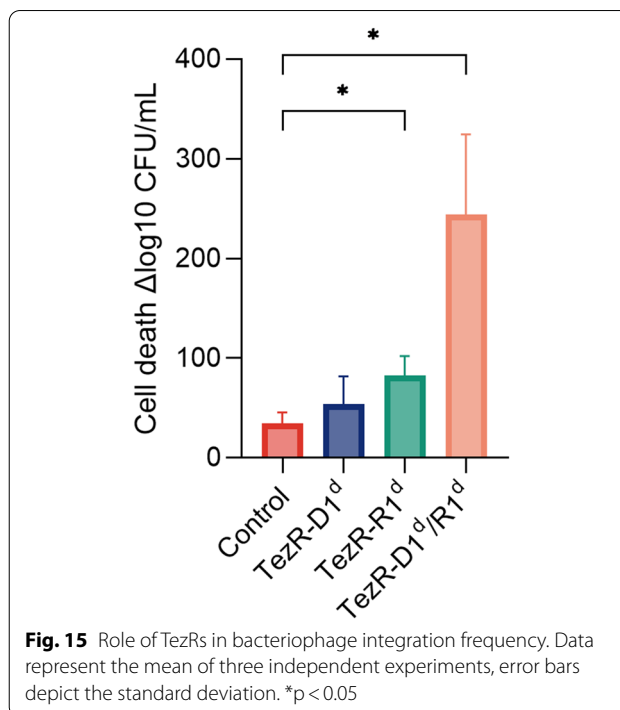 *
*
400
300
200
100
0
Cell death Δlog10 CFU/mL
Control
TezR-D1ᵈ
TezR-R1ᵈ
TezR-D1ᵈ/R1ᵈ
Fig. 15 Role of TezRs in bacteriophage integration frequency. Data
represent the mean of three independent experiments, error bars
depict the standard deviation. *p < 0.05